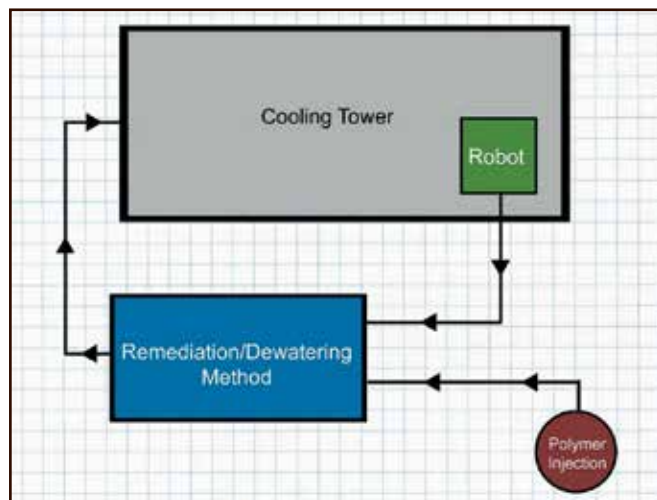 Cooling Tower
Robot
Remediation/Dewatering
Method
Polymer
Injection